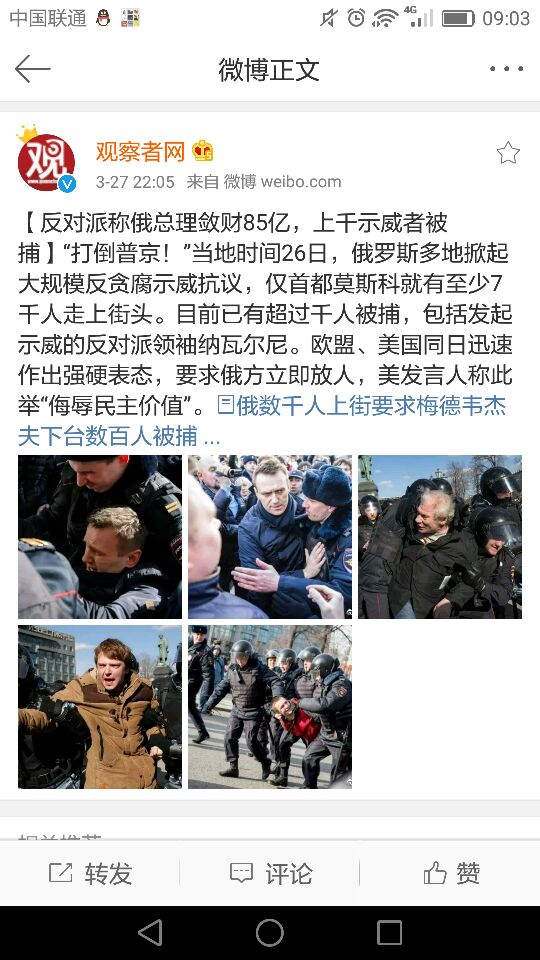 中国联通 4G 09:03
微博正文
观
观察者网
3-27 22:05 来自 微博 weibo.com
【反对派称俄总理敛财85亿，上千示威者被
捕】“打倒普京！”当地时间26日，俄罗斯多地掀起
大规模反贪腐示威抗议，仅首都莫斯科就有至少7
千人走上街头。目前已有超过千人被捕，包括发起
示威的反对派领袖纳瓦尔尼。欧盟、美国同日迅速
作出强硬表态，要求俄方立即放人，美发言人称此
举“侮辱民主价值”。俄数千人上街要求梅德韦杰
夫下台数百人被捕 ...
相关推荐
转发 评论 赞